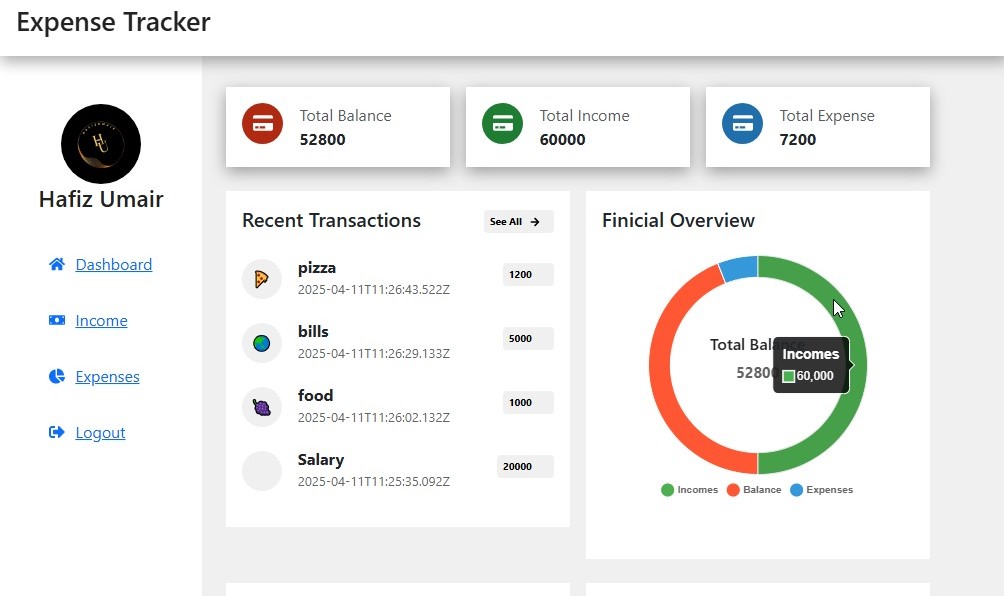 Expense Tracker
Hafiz Umair
Dashboard
Income
Expenses
Logout
Total Balance
52800
Total Income
60000
Total Expense
7200
Recent Transactions
See All
pizza
2025-04-11T11:26:43.522Z
1200
bills
2025-04-11T11:26:29.133Z
5000
food
2025-04-11T11:26:02.132Z
1000
Salary
2025-04-11T11:25:35.092Z
20000
Finicial Overview
Total Balance
52800
Incomes
60,000
Incomes Balance Expenses